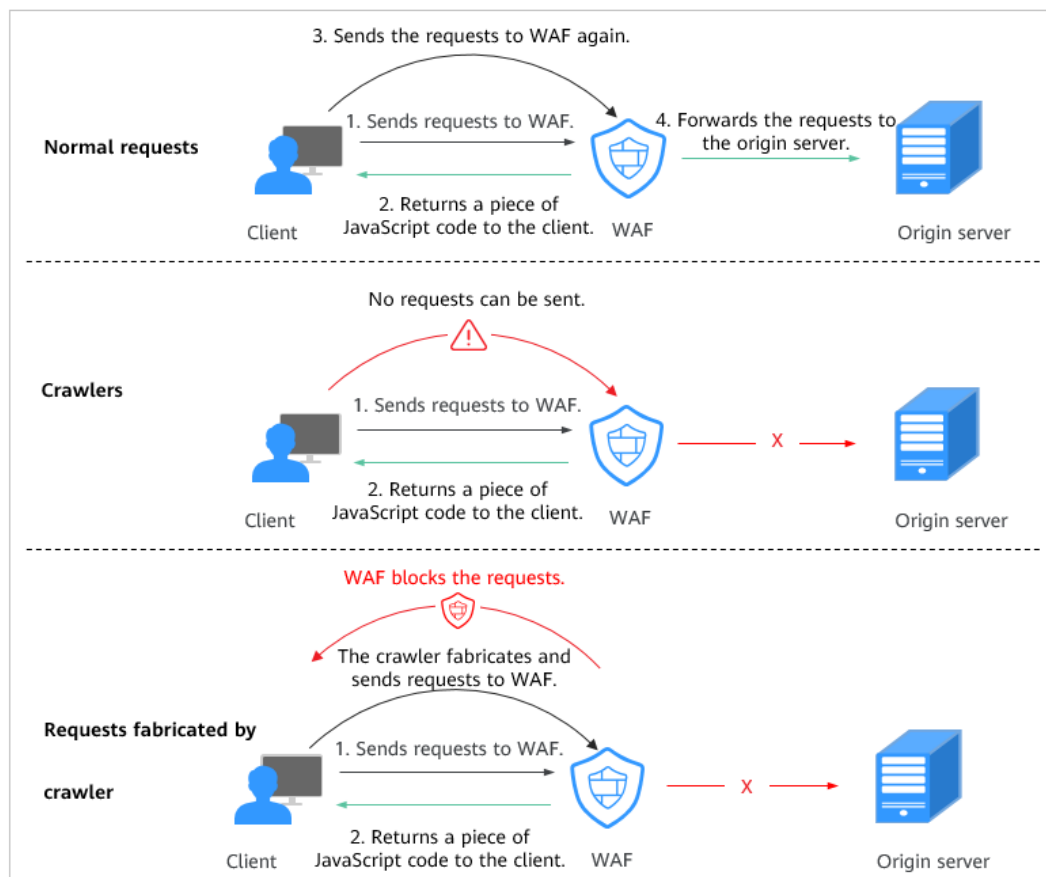 3. Sends the requests to WAF again.
Normal requests
1. Sends requests to WAF.
4. Forwards the requests to
the origin server.
2. Returns a piece of
JavaScript code to the client.
Client
WAF
Origin server
No requests can be sent.
Crawlers
1. Sends requests to WAF.
X
2. Returns a piece of
JavaScript code to the client.
Client
WAF
Origin server
WAF blocks the requests.
The crawler fabricates and
sends requests to WAF.
Requests fabricated by
crawler
1. Sends requests to WAF.
X
2. Returns a piece of
JavaScript code to the client.
Client
WAF
Origin server